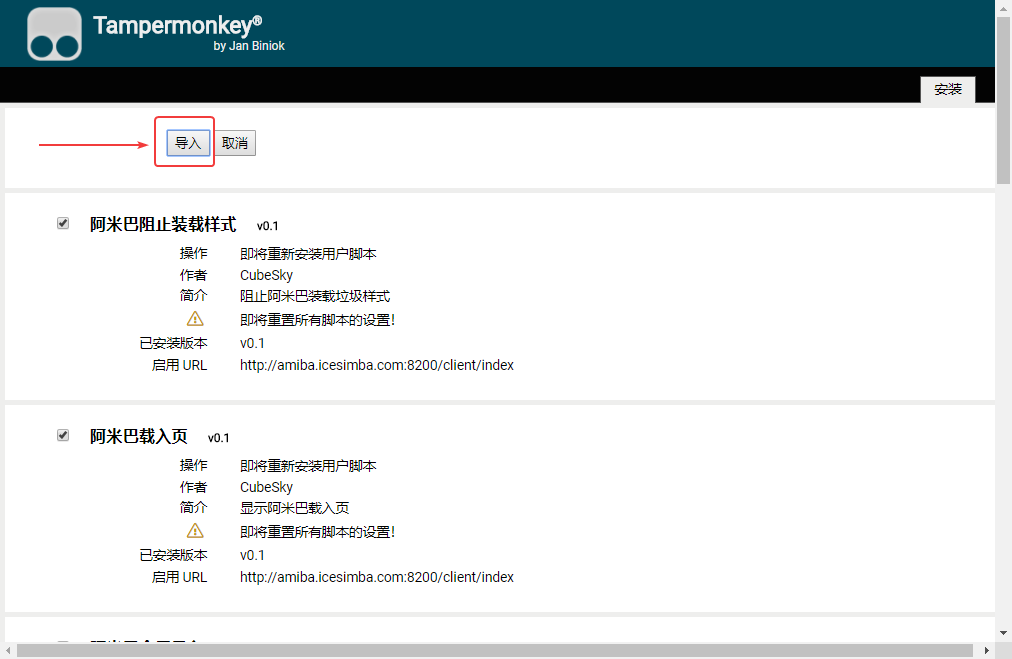 Tampermonkey®
by Jan Biniok
安装
导入 取消
阿米巴阻止装载样式 v0.1
操作 即将重新安装用户脚本
作者 CubeSky
简介 阻止阿米巴装载垃圾样式
即将重置所有脚本的设置！
已安装版本 v0.1
启用 URL http://amiba.icesimba.com:8200/client/index
阿米巴载入页 v0.1
操作 即将重新安装用户脚本
作者 CubeSky
简介 显示阿米巴载入页
即将重置所有脚本的设置！
已安装版本 v0.1
启用 URL http://amiba.icesimba.com:8200/client/index